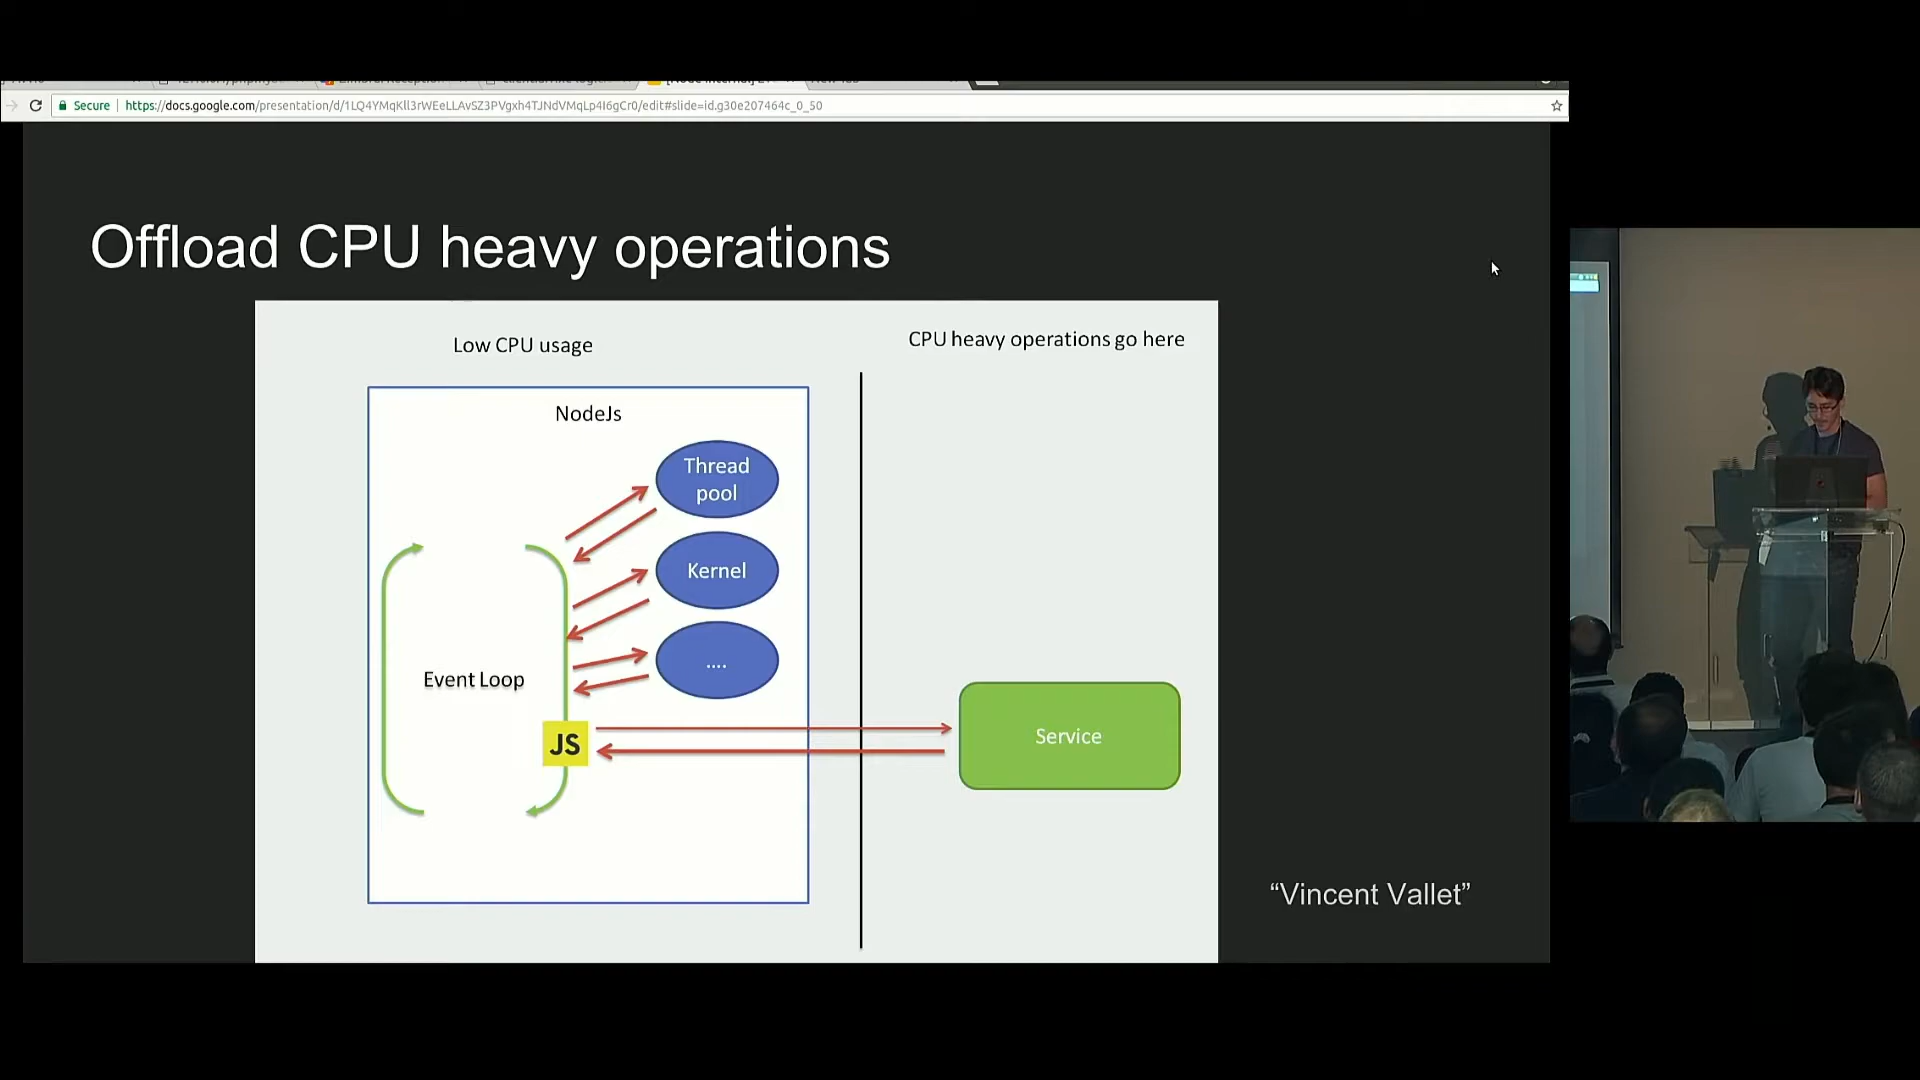 Secure
https://docs.google.com/presentation/d/1LQ4YMqKll3rWEeLLAvSZ3PVgxh4TJNdVMqLp4I6gCr0/edit#slide=id.g30e207464c_0_50
Offload CPU heavy operations
Low CPU usage
CPU heavy operations go here
NodeJs
Thread
pool
Kernel
....
Event Loop
JS
Service
“Vincent Vallet”